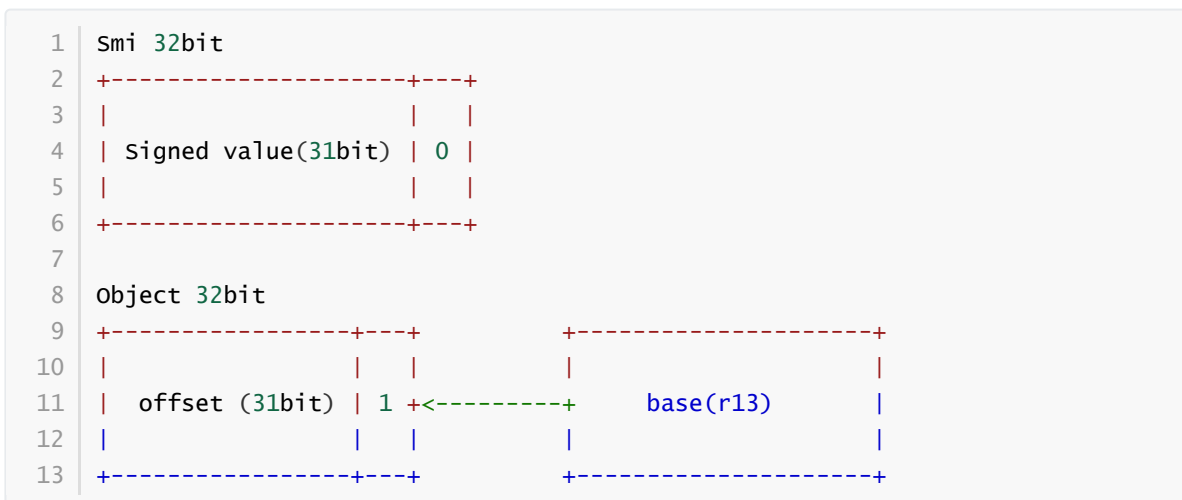 1 Smi 32bit
2 +---------------------+---+
3 |                     |   |
4 | Signed value(31bit) | 0 |
5 |                     |   |
6 +---------------------+---+
7
8 Object 32bit
9 +-----------------+---+          +---------------------+
10 |                 |   |          |                     |
11 |  offset (31bit) | 1 +<---------+     base(r13)       |
12 |                 |   |          |                     |
13 +-----------------+---+          +---------------------+